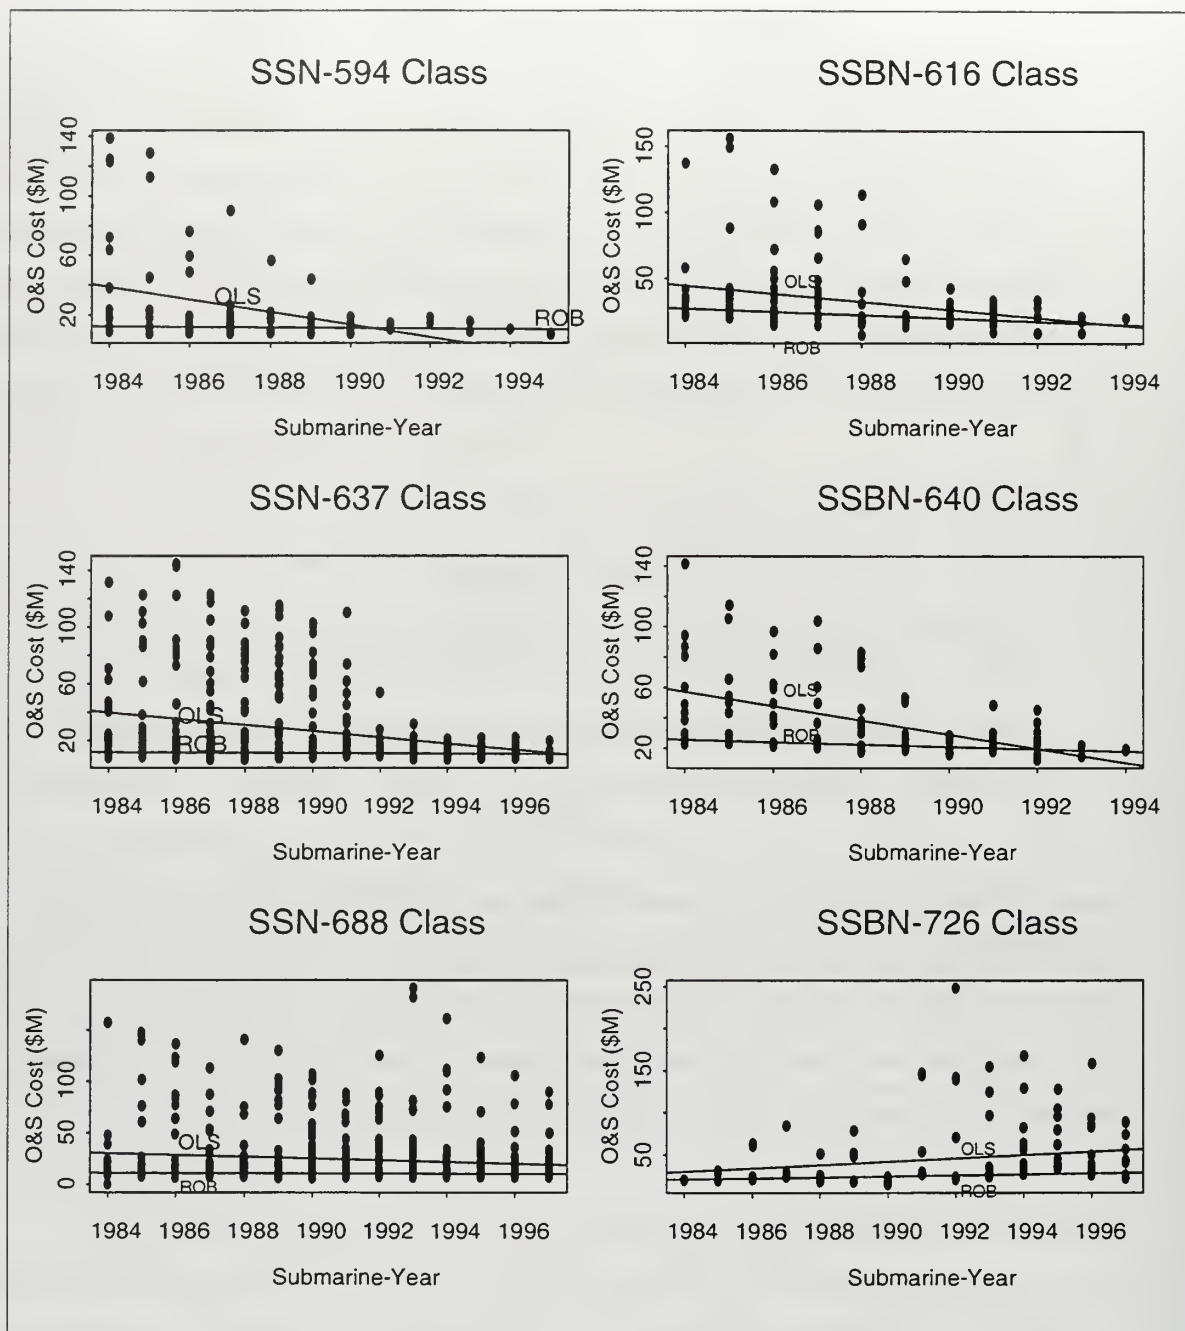 SSN-594 Class
O&S Cost ($M)
140
100
60
20
OLS
ROB
1984 1986 1988 1990 1992 1994
Submarine-Year
SSBN-616 Class
O&S Cost ($M)
150
100
50
OLS
ROB
1984 1986 1988 1990 1992 1994
Submarine-Year
SSN-637 Class
O&S Cost ($M)
140
100
60
20
OLS
ROB
1984 1986 1988 1990 1992 1994 1996
Submarine-Year
SSBN-640 Class
O&S Cost ($M)
140
100
60
20
OLS
ROB
1984 1986 1988 1990 1992 1994
Submarine-Year
SSN-688 Class
O&S Cost ($M)
100
50
0
OLS
ROB
1984 1986 1988 1990 1992 1994 1996
Submarine-Year
SSBN-726 Class
O&S Cost ($M)
250
150
50
OLS
ROB
1984 1986 1988 1990 1992 1994 1996
Submarine-Year